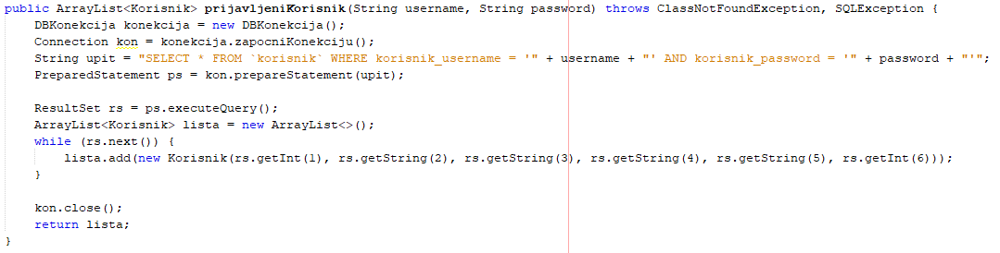 public ArrayList<Korisnik> prijavljeniKorisnik(String username, String password) throws ClassNotFoundException, SQLException {
    DBKonekcija konekcija = new DBKonekcija();
    Connection kon = konekcija.zapocniKonekciju();
    String upit = "SELECT * FROM `korisnik` WHERE korisnik_username = '" + username + "' AND korisnik_password = '" + password + "'";
    PreparedStatement ps = kon.prepareStatement(upit);

    ResultSet rs = ps.executeQuery();
    ArrayList<Korisnik> lista = new ArrayList<>();
    while (rs.next()) {
        lista.add(new Korisnik(rs.getInt(1), rs.getString(2), rs.getString(3), rs.getString(4), rs.getString(5), rs.getInt(6)));
    }

    kon.close();
    return lista;
}